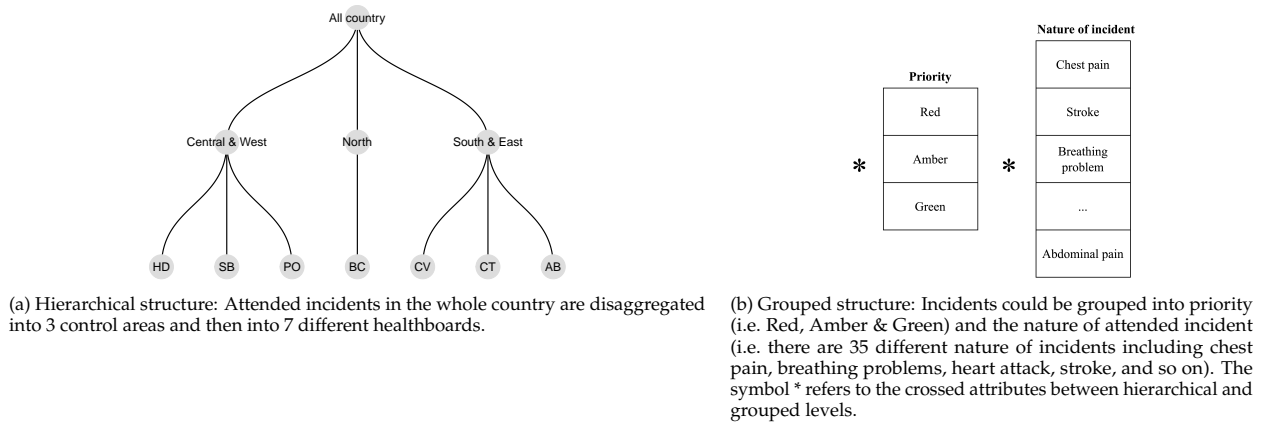 All country
Central & West
North
South & East
HD
SB
PO
BC
CV
CT
AB
(a) Hierarchical structure: Attended incidents in the whole country are disaggregated
into 3 control areas and then into 7 different healthboards.
Nature of incident
Chest pain
Priority
Red
Stroke
*
Amber
*
Breathing
problem
Green
...
Abdominal pain
(b) Grouped structure: Incidents could be grouped into priority
(i.e. Red, Amber & Green) and the nature of attended incident
(i.e. there are 35 different nature of incidents including chest
pain, breathing problems, heart attack, stroke, and so on). The
symbol * refers to the crossed attributes between hierarchical and
grouped levels.